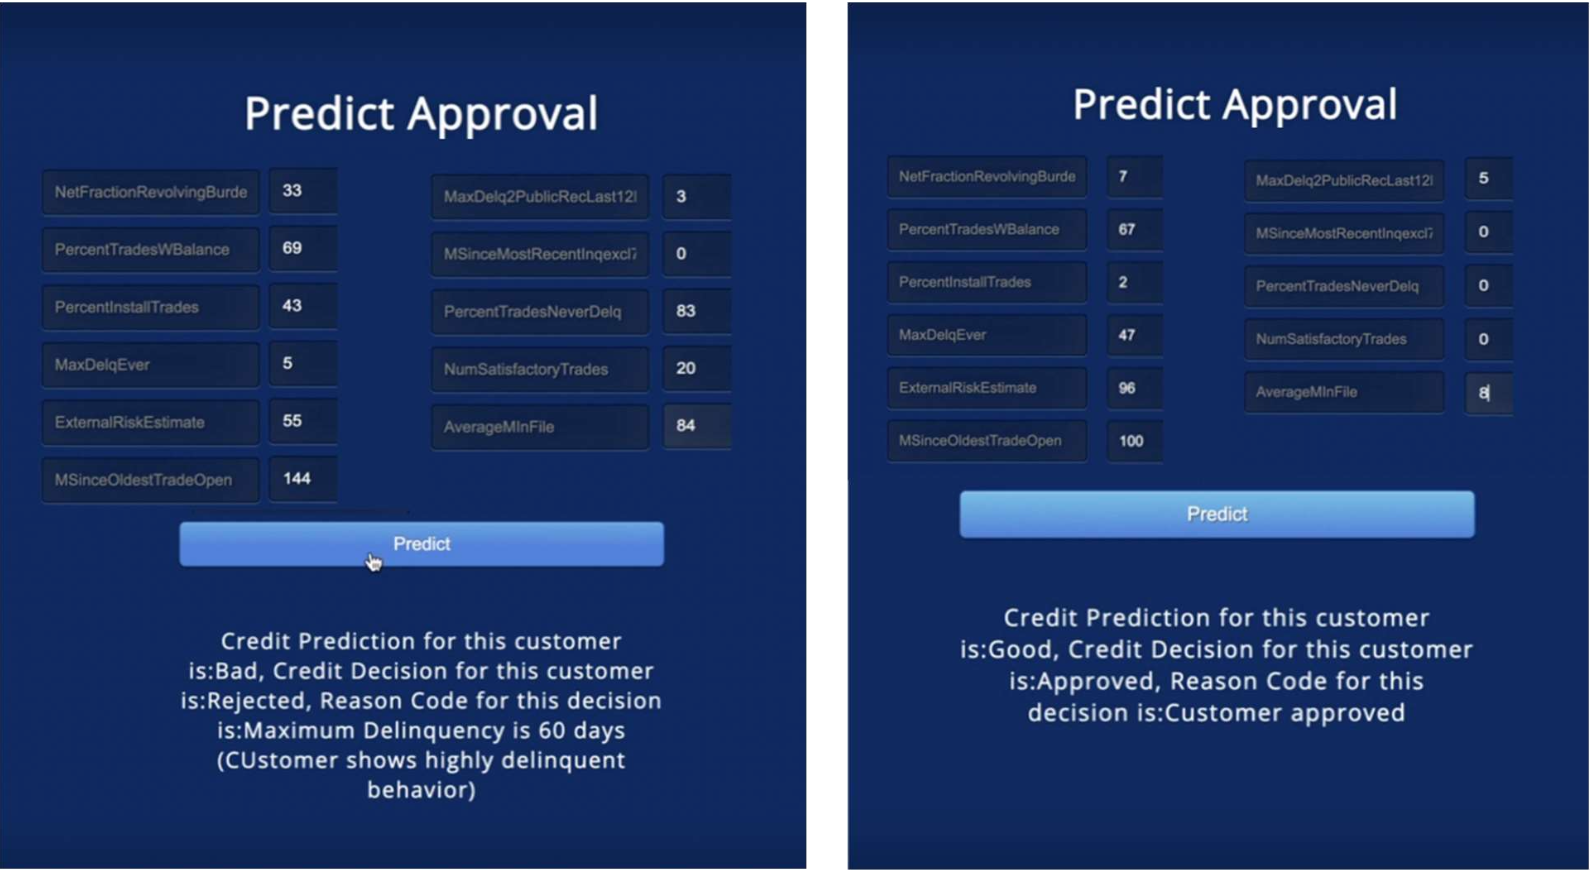 Predict Approval
NetFractionRevolvingBurde 33
PercentTradesWBalance 69
PercentInstallTrades 43
MaxDelqEver 5
ExternalRiskEstimate 55
MSinceOldestTradeOpen 144
MaxDelq2PublicRecLast12 3
MSinceMostRecentInqexcl7 0
PercentTradesNeverDelq 83
NumSatisfactoryTrades 20
AverageMInFile 84
Predict
Credit Prediction for this customer
is:Bad, Credit Decision for this customer
is:Rejected, Reason Code for this decision
is:Maximum Delinquency is 60 days
(CUstomer shows highly delinquent
behavior)
Predict Approval
NetFractionRevolvingBurde 7
PercentTradesWBalance 67
PercentInstallTrades 2
MaxDelqEver 47
ExternalRiskEstimate 96
MSinceOldestTradeOpen 100
MaxDelq2PublicRecLast12 5
MSinceMostRecentInqexcl7 0
PercentTradesNeverDelq 0
NumSatisfactoryTrades 0
AverageMInFile 8
Predict
Credit Prediction for this customer
is:Good, Credit Decision for this customer
is:Approved, Reason Code for this
decision is:Customer approved